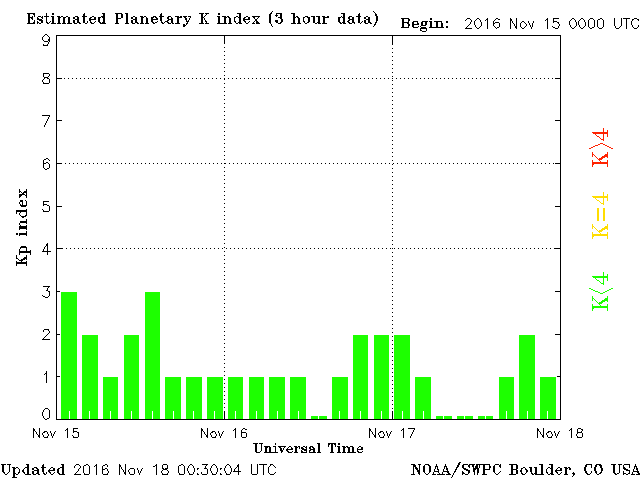 Estimated Planetary K index (3 hour data) Begin: 2016 Nov 15 0000 UTC
9
8
7
6
5
4
3
2
1
0
Kp index
K>4
K=4
K<4
Nov 15 Nov 16 Nov 17 Nov 18
Universal Time
Updated 2016 Nov 18 00:30:04 UTC NOAA/SWPC Boulder, CO USA